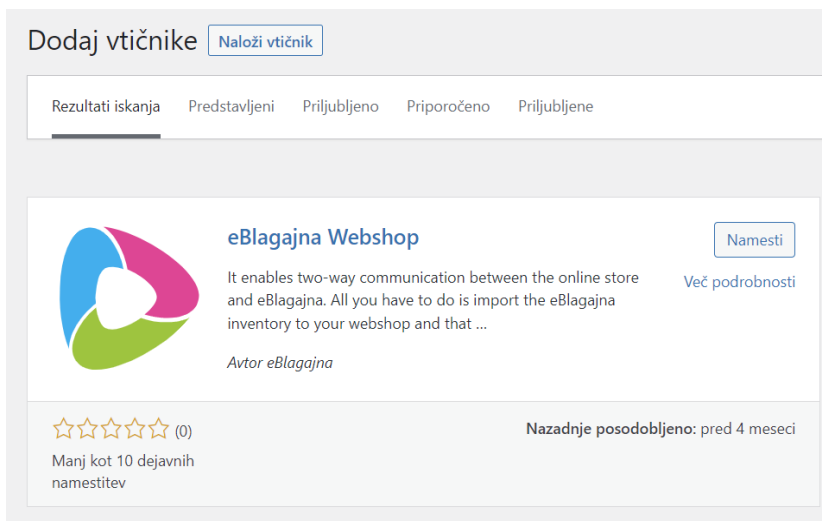 Dodaj vtičnike Naloži vtičnik
Rezultati iskanja Predstavljeni Priljubljeno Priporočeno Priljubljene
eBlagajna Webshop
Namesti
It enables two-way communication between the online store
and eBlagajna. All you have to do is import the eBlagajna
inventory to your webshop and that ...
Več podrobnosti
Avtor eBlagajna
(0)
Manj kot 10 dejavnih
namestitev
Nazadnje posodobljeno: pred 4 meseci